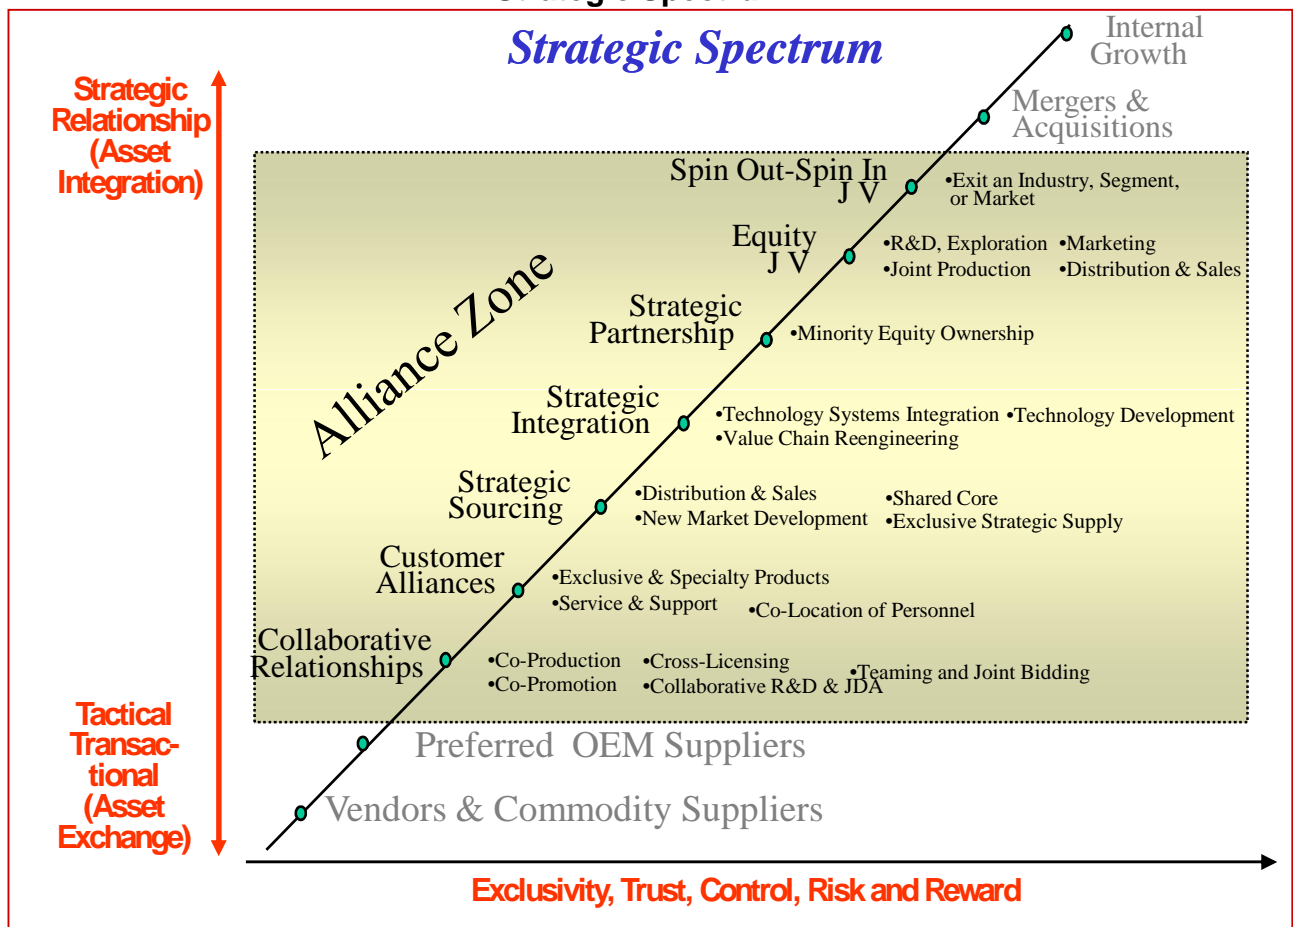 Strategic Spectrum
Internal
Growth
Strategic
Relationship
(Asset
Integration)
Mergers &
Acquisitions
Spin Out-Spin In
J V
•Exit an Industry, Segment,
or Market
Equity
J V
•R&D, Exploration •Marketing
•Joint Production •Distribution & Sales
Alliance Zone
Strategic
Partnership
•Minority Equity Ownership
Strategic
Integration
•Technology Systems Integration •Technology Development
•Value Chain Reengineering
Strategic
Sourcing
•Distribution & Sales •Shared Core
•New Market Development •Exclusive Strategic Supply
Customer
Alliances
•Exclusive & Specialty Products
•Service & Support •Co-Location of Personnel
Collaborative
Relationships
•Co-Production •Cross-Licensing •Teaming and Joint Bidding
•Co-Promotion •Collaborative R&D & JDA
Tactical
Transac-
tional
(Asset
Exchange)
Preferred OEM Suppliers
Vendors & Commodity Suppliers
Exclusivity, Trust, Control, Risk and Reward